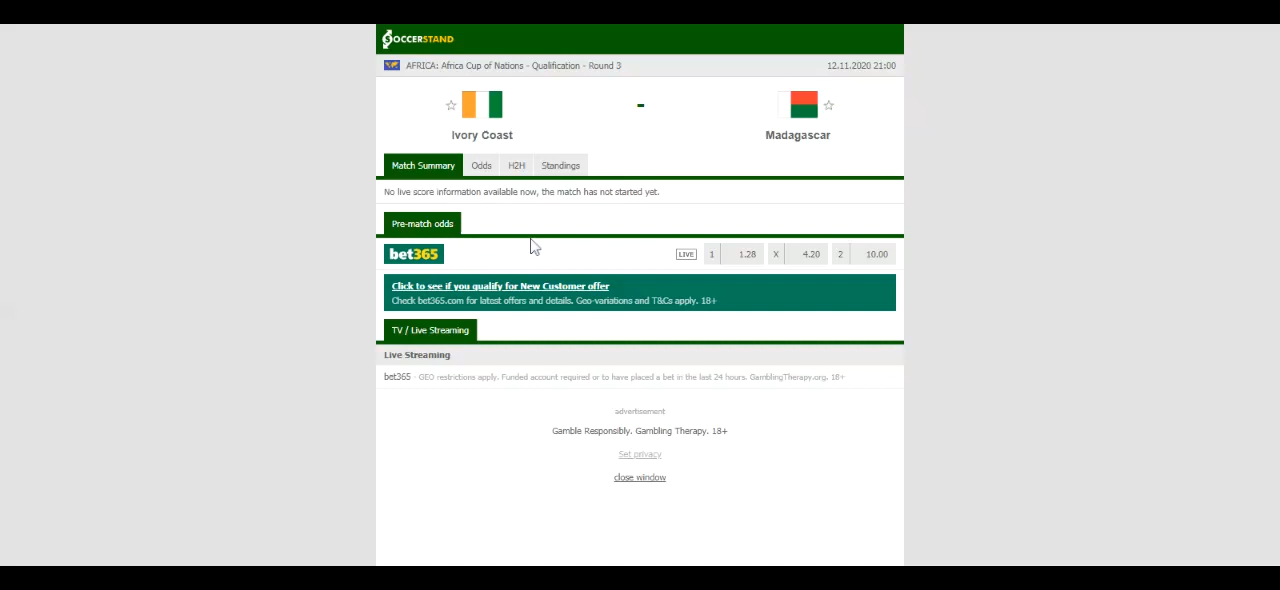 SOCCERSTAND
AFRICA: Africa Cup of Nations - Qualification - Round 3 12.11.2020 21:00
-
Ivory Coast Madagascar
Match Summary Odds H2H Standings
No live score information available now, the match has not started yet.
Pre-match odds
bet365 LIVE 1 1.28 X 4.20 2 10.00
Click to see if you qualify for New Customer offer
Check bet365.com for latest offers and details. Geo-variations and T&Cs apply. 18+
TV / Live Streaming
Live Streaming
bet365 - GEO restrictions apply. Funded account required or to have placed a bet in the last 24 hours. GamblingTherapy.org. 18+
advertisement
Gamble Responsibly. Gambling Therapy. 18+
Set privacy
close window